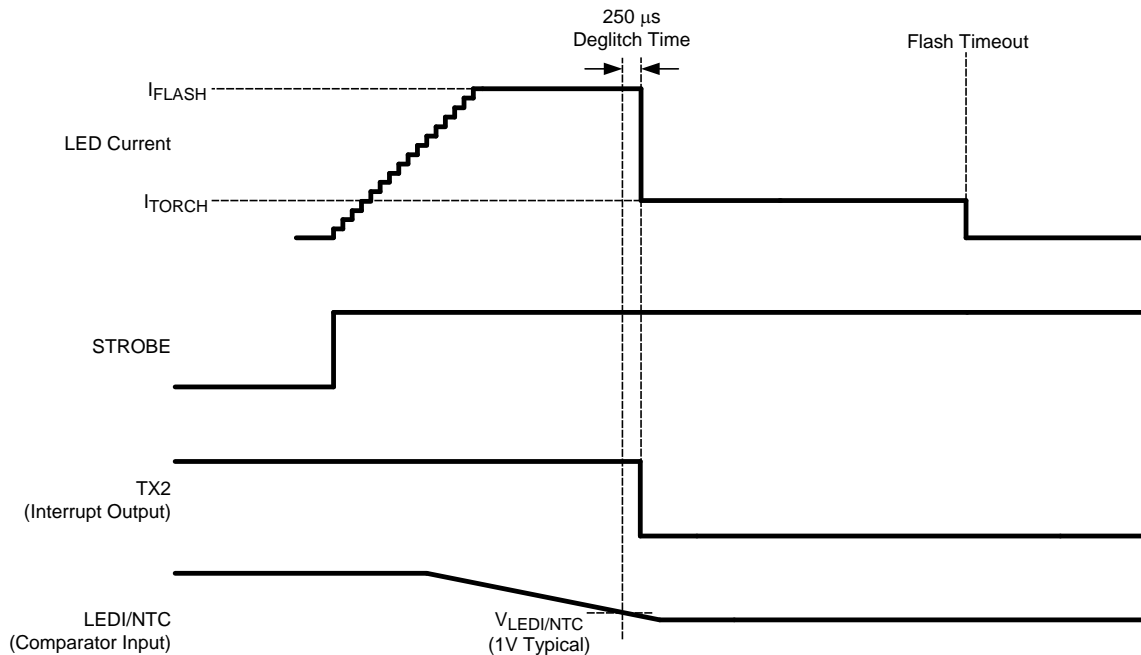 250 μs
Deglitch Time
Flash Timeout
IFLASH
LED Current
ITORCH
STROBE
TX2
(Interrupt Output)
LEDI/NTC
(Comparator Input)
VLEDI/NTC
(1V Typical)